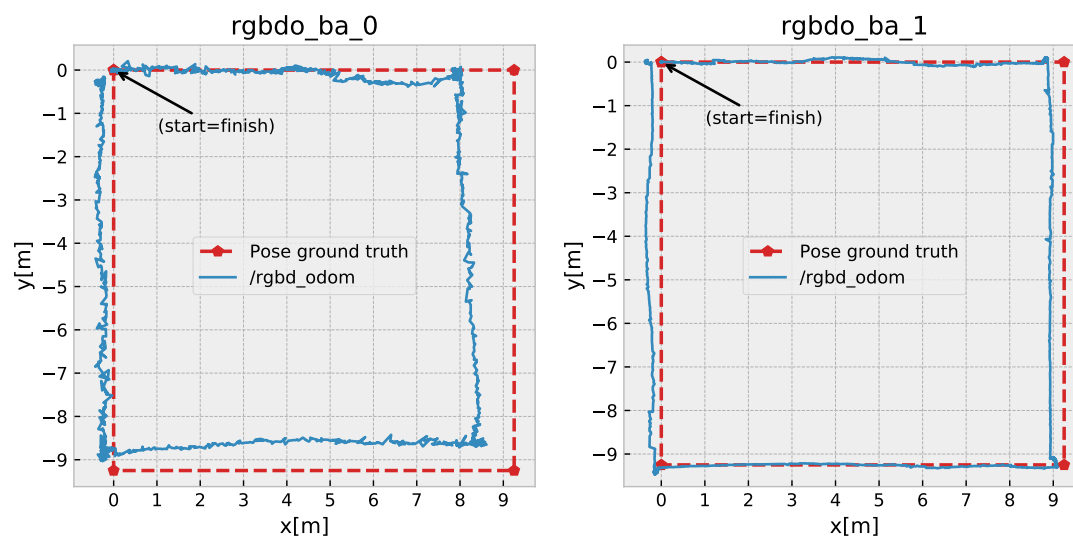 rgbdo_ba_0
0
−1
−2
−3
−4
−5
−6
−7
−8
−9
y[m]
(start=finish)
Pose ground truth
/rgbd_odom
0 1 2 3 4 5 6 7 8 9
x[m]
rgbdo_ba_1
0
−1
−2
−3
−4
−5
−6
−7
−8
−9
y[m]
(start=finish)
Pose ground truth
/rgbd_odom
0 1 2 3 4 5 6 7 8 9
x[m]